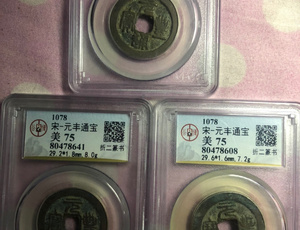 1078
宋-元丰通宝
美 75
80478641
29.2*1.8mm,8.0g
折二篆书
1078
宋-元丰通宝
美 75
80478608
29.6*1.6mm,7.2g
折二篆书